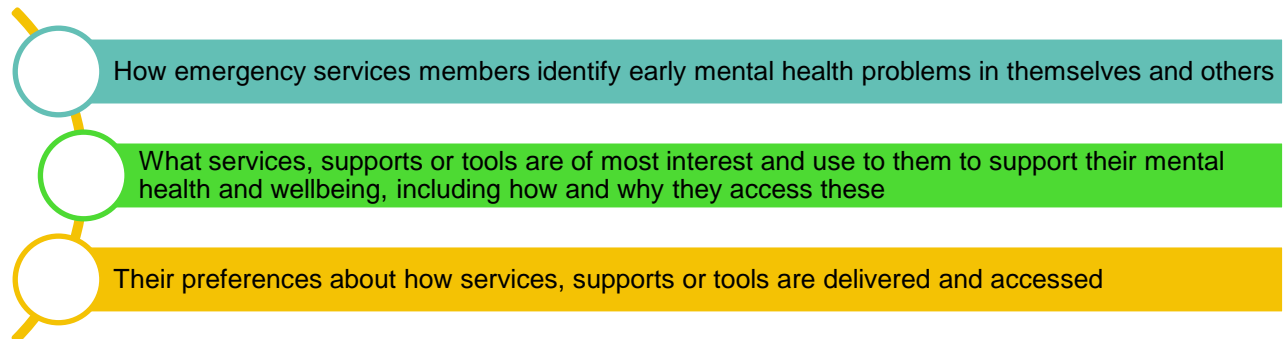 How emergency services members identify early mental health problems in themselves and others
What services, supports or tools are of most interest and use to them to support their mental
health and wellbeing, including how and why they access these
Their preferences about how services, supports or tools are delivered and accessed